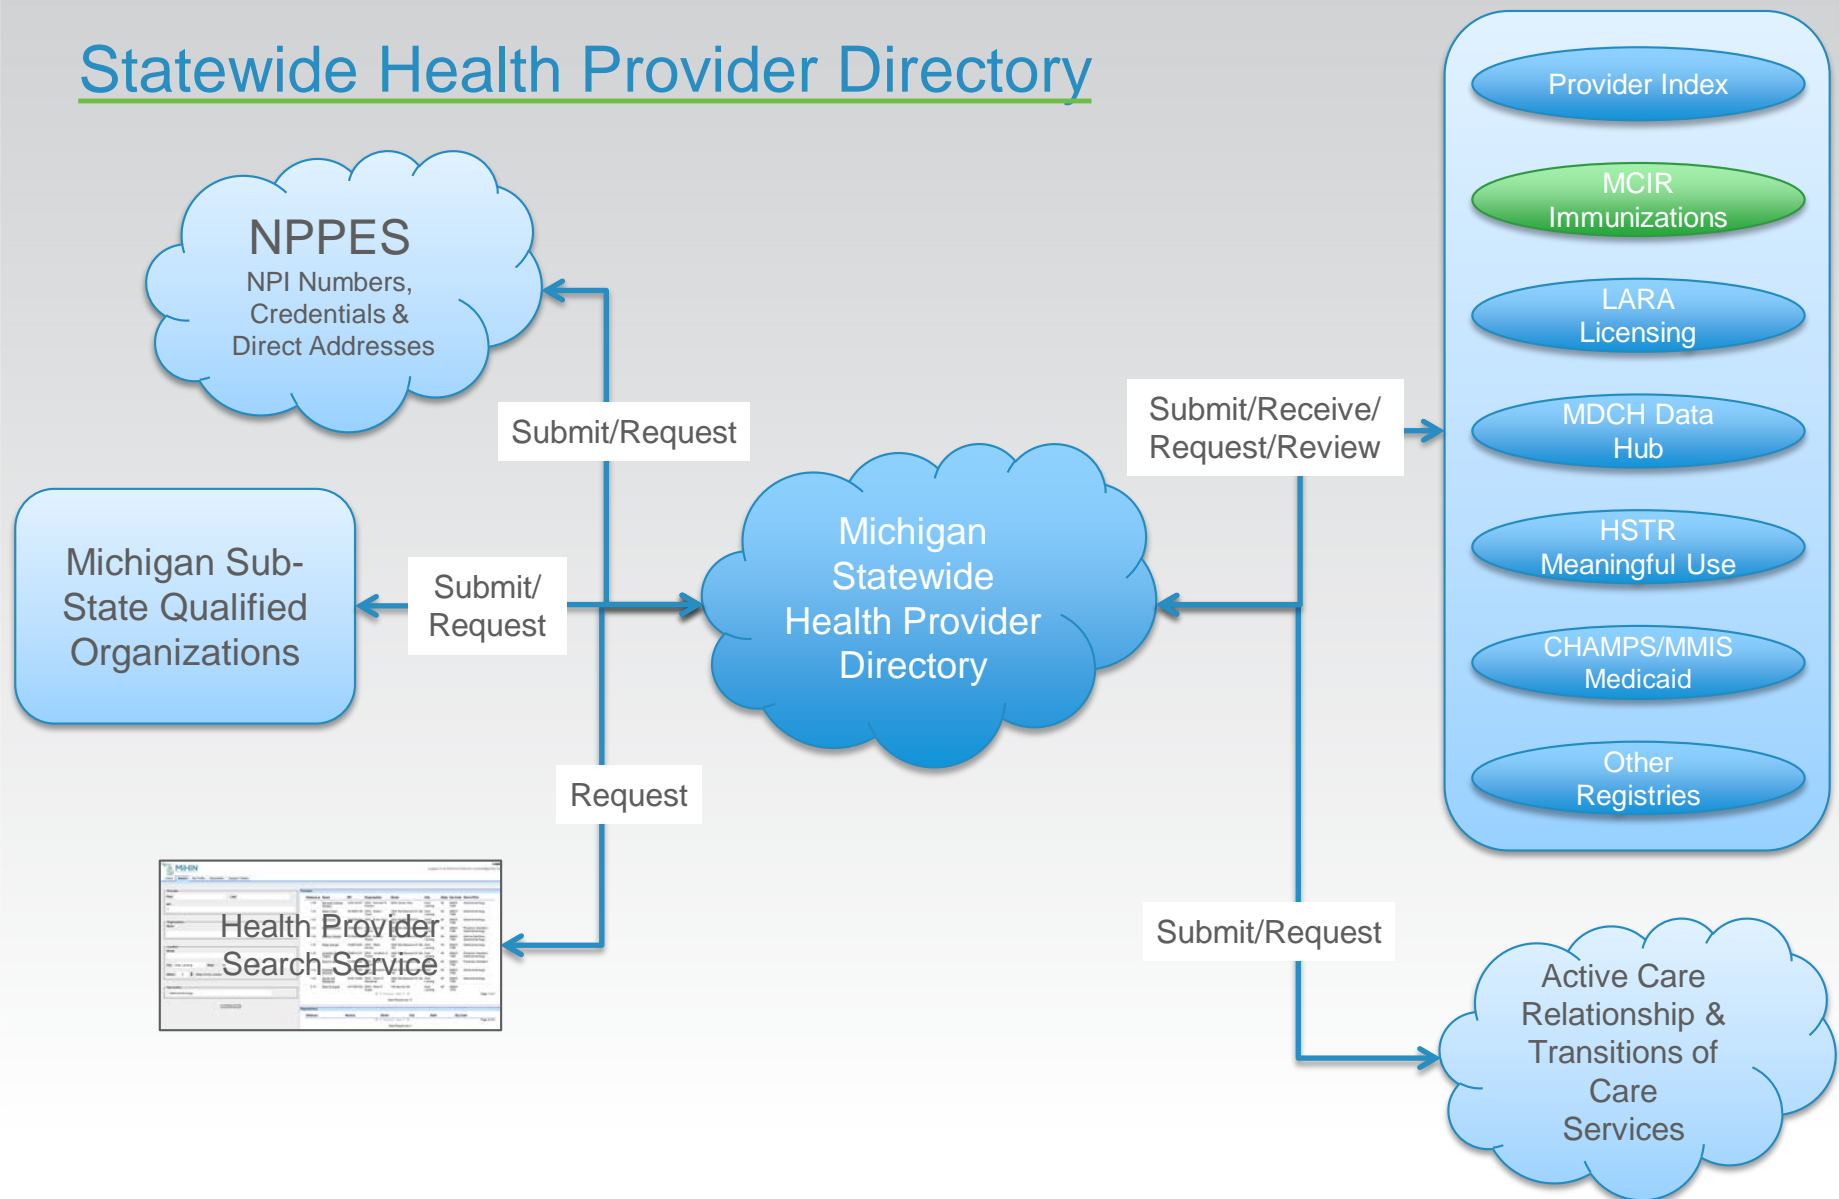 Statewide Health Provider Directory
NPPES
NPI Numbers,
Credentials &
Direct Addresses
Submit/Request
Michigan Sub-
State Qualified
Organizations
Submit/
Request
Request
MiHIN
Health Provider
Search Service
Michigan
Statewide
Health Provider
Directory
Submit/Receive/
Request/Review
Submit/Request
Provider Index
MCIR
Immunizations
LARA
Licensing
MDCH Data
Hub
HSTR
Meaningful Use
CHAMPS/MMIS
Medicaid
Other
Registries
Active Care
Relationship &
Transitions of
Care
Services